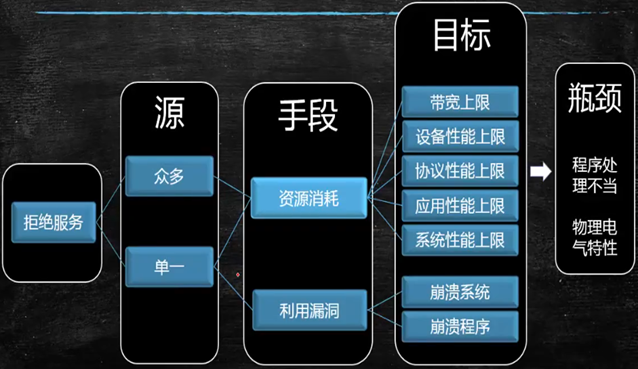 拒绝服务
源
众多
单一
手段
资源消耗
利用漏洞
目标
带宽上限
设备性能上限
协议性能上限
应用性能上限
系统性能上限
崩溃系统
崩溃程序
瓶颈
程序处
理不当
物理电
气特性